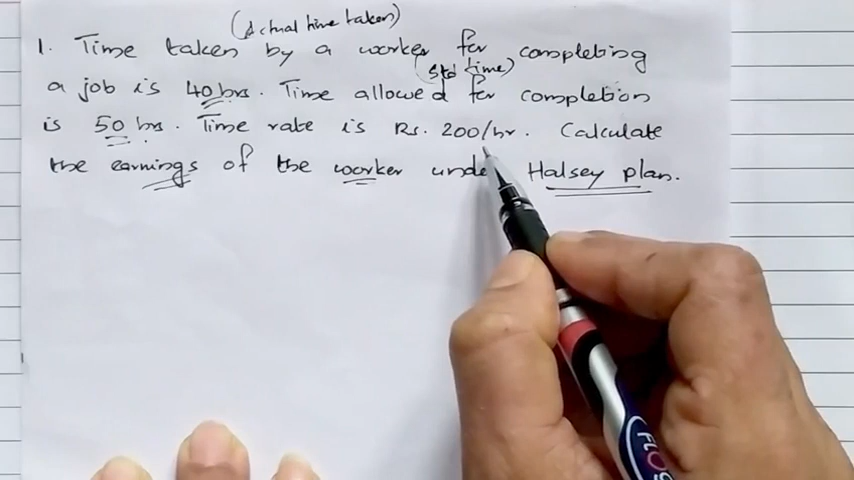 (Actual time taken)
1. Time taken by a worker for completing
(Std time)
a job is 40 hrs. Time allowed for completion
is 50 hrs. Time rate is Rs. 200/hr. Calculate
the earnings of the worker under Halsey plan.
FLO